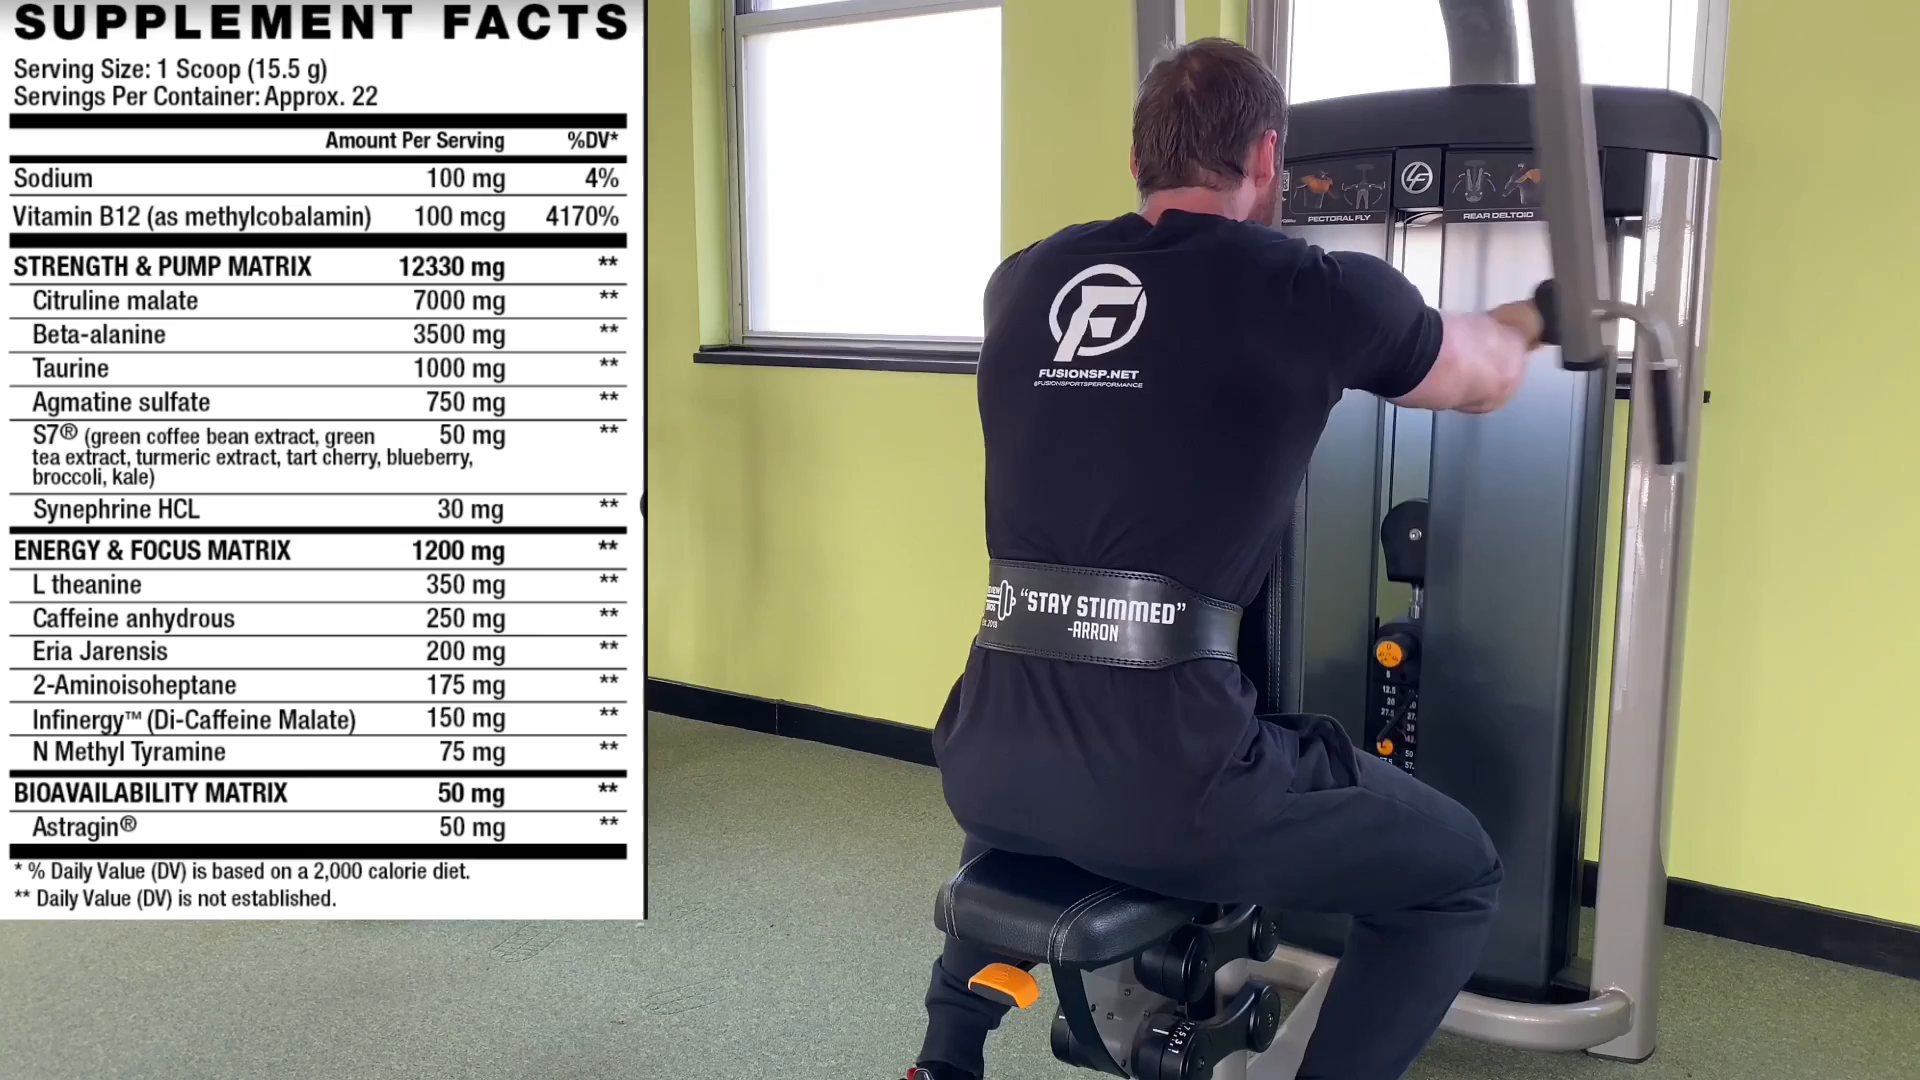 SUPPLEMENT FACTS
Serving Size: 1 Scoop (15.5 g)
Servings Per Container: Approx. 22
Amount Per Serving %DV*
Sodium 100 mg 4%
Vitamin B12 (as methylcobalamin) 100 mcg 4170%
STRENGTH & PUMP MATRIX 12330 mg **
Citruline malate 7000 mg **
Beta-alanine 3500 mg **
Taurine 1000 mg **
Agmatine sulfate 750 mg **
S7® (green coffee bean extract, green 50 mg **
tea extract, turmeric extract, tart cherry, blueberry,
broccoli, kale)
Synephrine HCL 30 mg **
ENERGY & FOCUS MATRIX 1200 mg **
L theanine 350 mg **
Caffeine anhydrous 250 mg **
Eria Jarensis 200 mg **
2-Aminoisoheptane 175 mg **
Infinergy™ (Di-Caffeine Malate) 150 mg **
N Methyl Tyramine 75 mg **
BIOAVAILABILITY MATRIX 50 mg **
Astragin® 50 mg **
* % Daily Value (DV) is based on a 2,000 calorie diet.
** Daily Value (DV) is not established.
PECTORAL FLY
REAR DELTOID
F
FUSIONSP.NET
@FUSIONSPORTSPERFORMANCE
"STAY STIMMED"
-ARRON